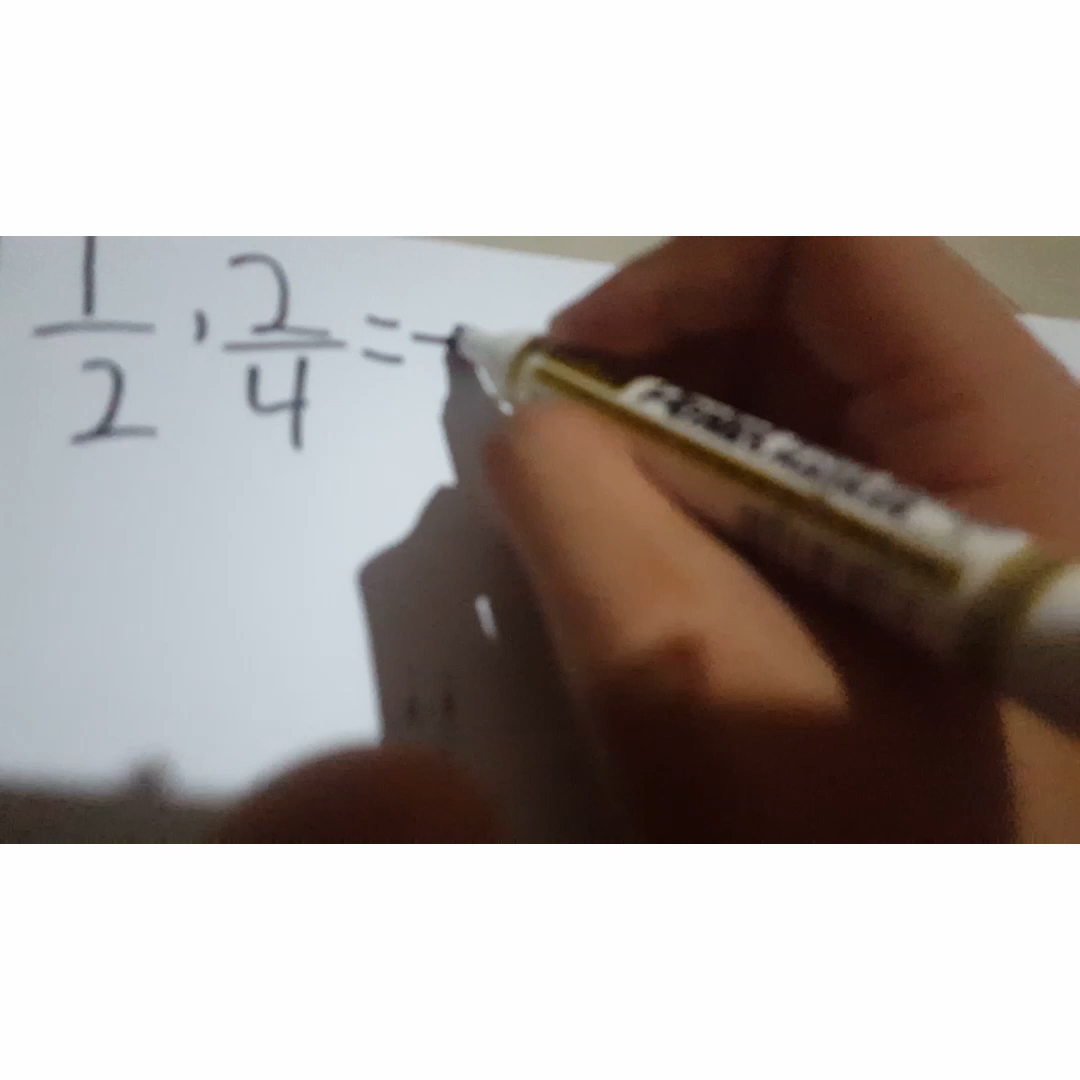 1/2 · 2/4 =